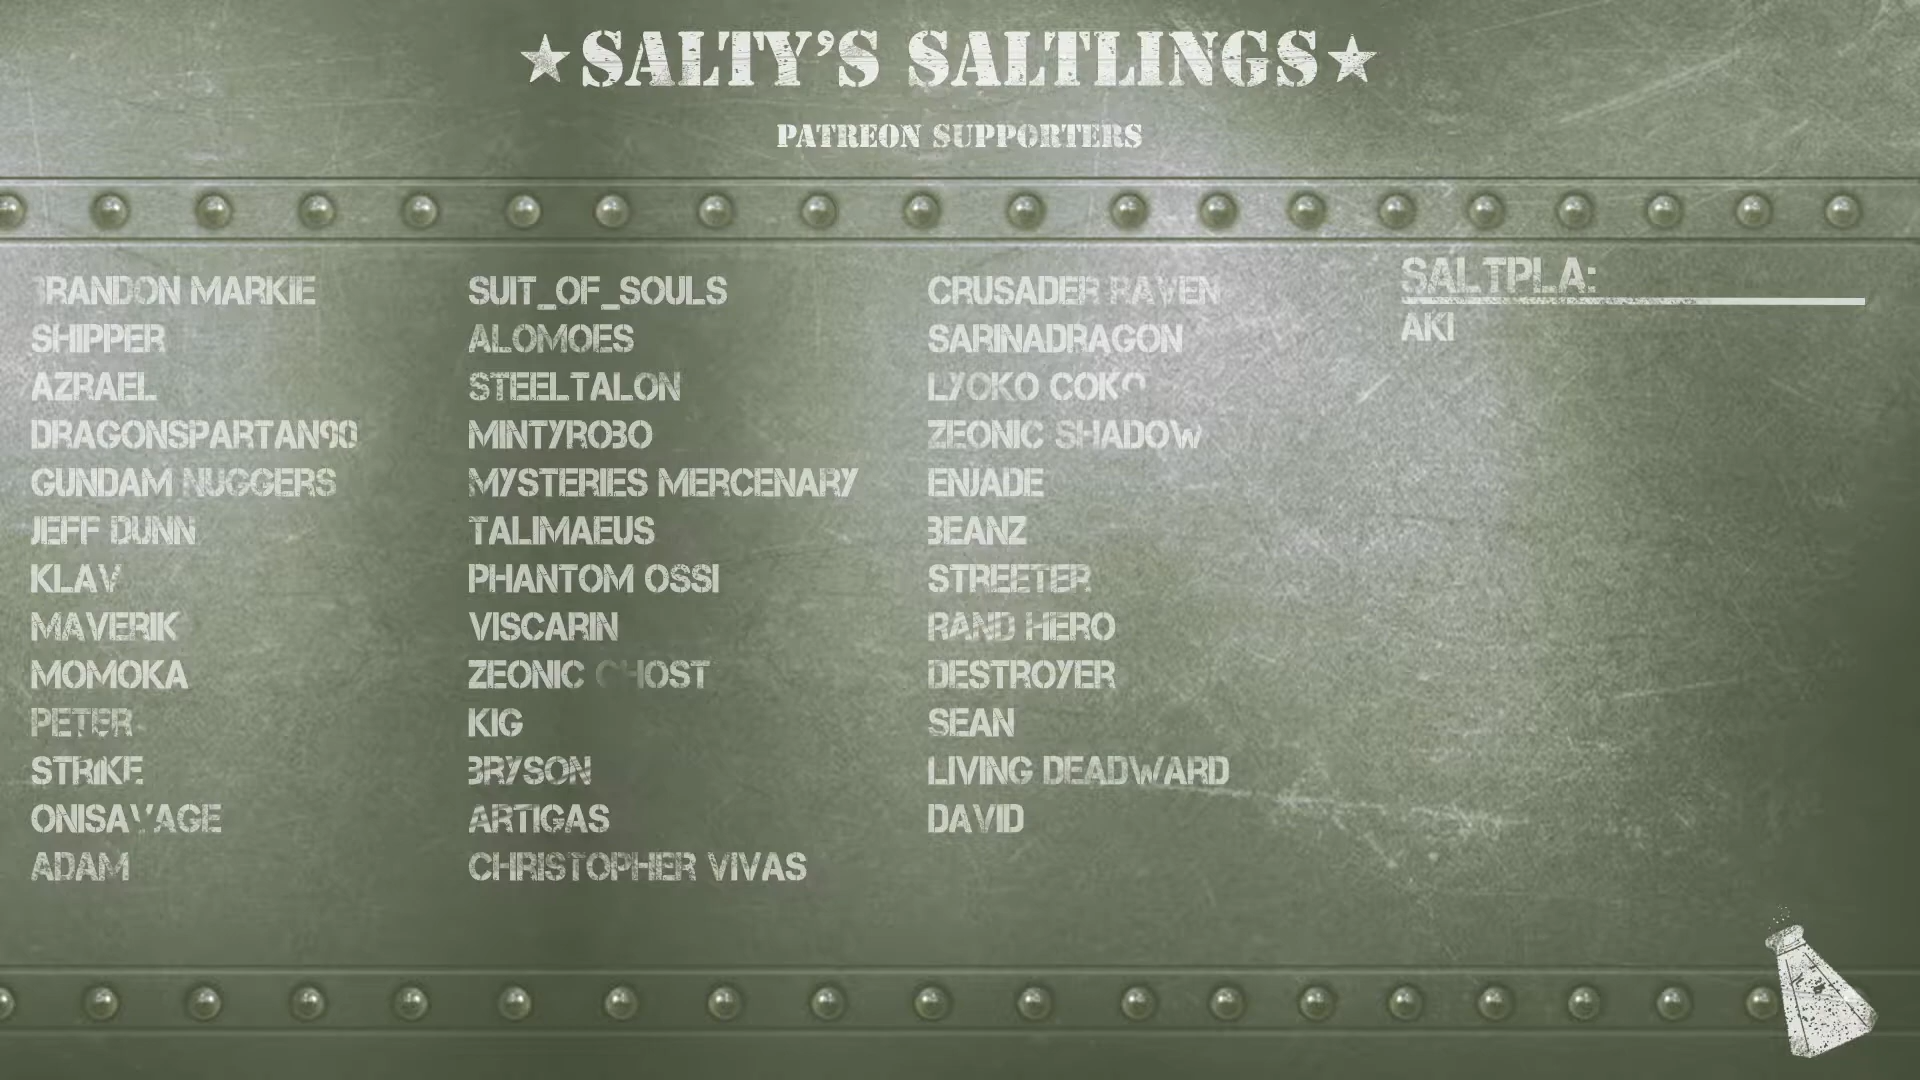 ★SALTY'S SALTLINGS★
PATREON SUPPORTERS
BRANDON MARKIE
SHIPPER
AZRAEL
DRAGONSPARTAN90
GUNDAM NUGGERS
JEFF DUNN
KLAV
MAVERIK
MOMOKA
PETER
STRIKE
ONISAVAGE
ADAM
SUIT_OF_SOULS
ALOMOES
STEELTALON
MINTYROBO
MYSTERIES MERCENARY
TALIMAEUS
PHANTOM OSSI
VISCARIN
ZEONIC GHOST
KIG
BRYSON
ARTIGAS
CHRISTOPHER VIVAS
CRUSADER RAVEN
SARINADRAGON
LYOKO COKO
ZEONIC SHADOW
ENJADE
BEANZ
STREETER
RAND HERO
DESTROYER
SEAN
LIVING DEADWARD
DAVID
SALTPLA:
AKI